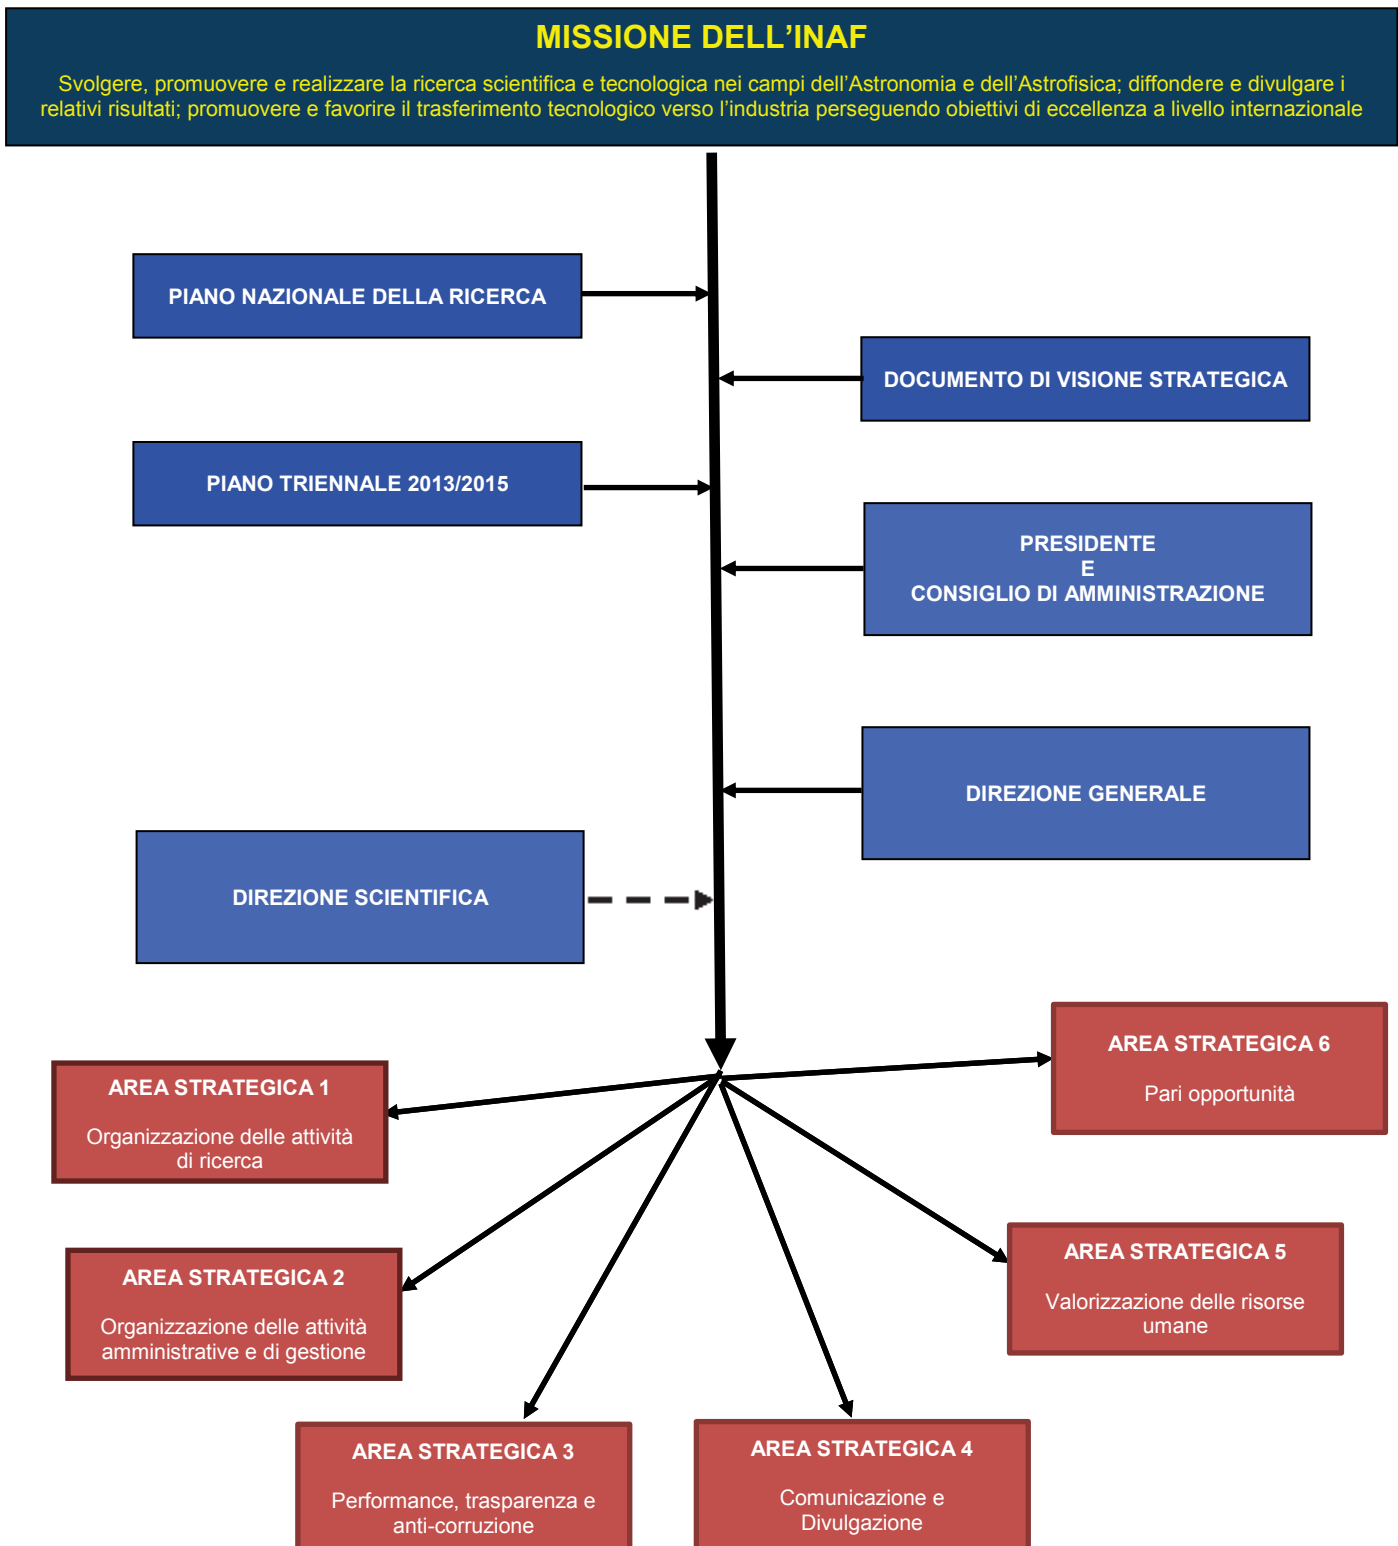 MISSIONE DELL’INAF
Svolgere, promuovere e realizzare la ricerca scientifica e tecnologica nei campi dell’Astronomia e dell’Astrofisica; diffondere e divulgare i
relativi risultati; promuovere e favorire il trasferimento tecnologico verso l’industria perseguendo obiettivi di eccellenza a livello internazionale
PIANO NAZIONALE DELLA RICERCA
DOCUMENTO DI VISIONE STRATEGICA
PIANO TRIENNALE 2013/2015
PRESIDENTE
E
CONSIGLIO DI AMMINISTRAZIONE
DIREZIONE GENERALE
DIREZIONE SCIENTIFICA
AREA STRATEGICA 1
Organizzazione delle attività
di ricerca
AREA STRATEGICA 2
Organizzazione delle attività
amministrative e di gestione
AREA STRATEGICA 3
Performance, trasparenza e
anti-corruzione
AREA STRATEGICA 4
Comunicazione e
Divulgazione
AREA STRATEGICA 5
Valorizzazione delle risorse
umane
AREA STRATEGICA 6
Pari opportunità